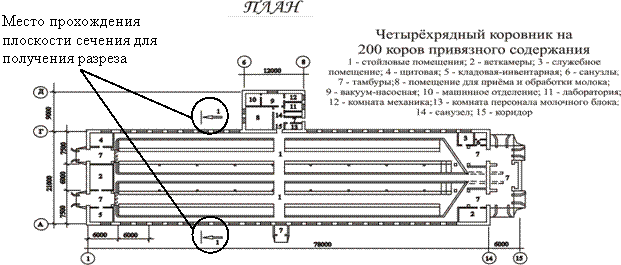 ПЛАН
Место прохождения
плоскости сечения для
получения разреза
Четырёхрядный коровник на
200 коров привязного содержания
1 - стойловые помещения; 2 - веткамеры; 3 - служебное
помещение; 4 - щитовая; 5 - кладовая-инвентарная; 6 - санузлы;
7 - тамбуры; 8 - помещение для приёма и обработки молока;
9 - вакуум-насосная; 10 - машинное отделение; 11 - лаборатория;
12 - комната механика; 13 - комната персонала молочного блока;
14 - санузел; 15 - коридор
6
8
12000
Д
1
10
9
12
11
8
14
13
15
5000
Г
4
7
3
7
7500
2
1
7
21000
6000
7
1
7500
5
2
А
1
7
6000
6000
78000
6000
1
14
15